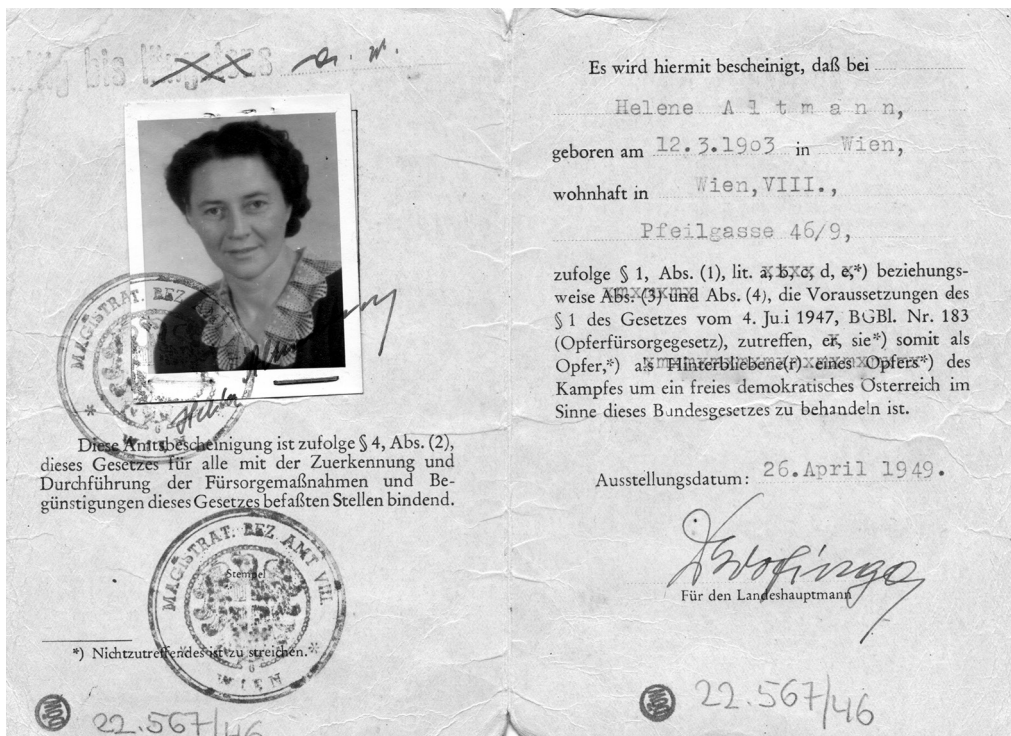 bis
Diese Amtsbescheinigung ist zufolge § 4, Abs. (2),
dieses Gesetzes für alle mit der Zuerkennung und
Durchführung der Fürsorgemaßnahmen und Be-
günstigungen dieses Gesetzes befaßten Stellen bindend.
MAGISTRAT. BEZ. AMT VIII.
Stempel
WIEN
*) Nichtzutreffendes ist zu streichen.
22.567/46
Es wird hiermit bescheinigt, daß bei
Helene Altmann,
geboren am 12.3.1903 in Wien,
wohnhaft in Wien,VIII.,
Pfeilgasse 46/9,
zufolge § 1, Abs. (1), lit. a, b, c, d, e,*) beziehungs-
weise Abs. (3) und Abs. (4), die Voraussetzungen des
§ 1 des Gesetzes vom 4. Juli 1947, BGBl. Nr. 183
(Opferfürsorgegesetz), zutreffen, er, sie*) somit als
Opfer,*) als Hinterbliebene(r) eines Opfers*) des
Kampfes um ein freies demokratisches Österreich im
Sinne dieses Bundesgesetzes zu behandeln ist.
Ausstellungsdatum: 26.April 1949.
Für den Landeshauptmann
22.567/46